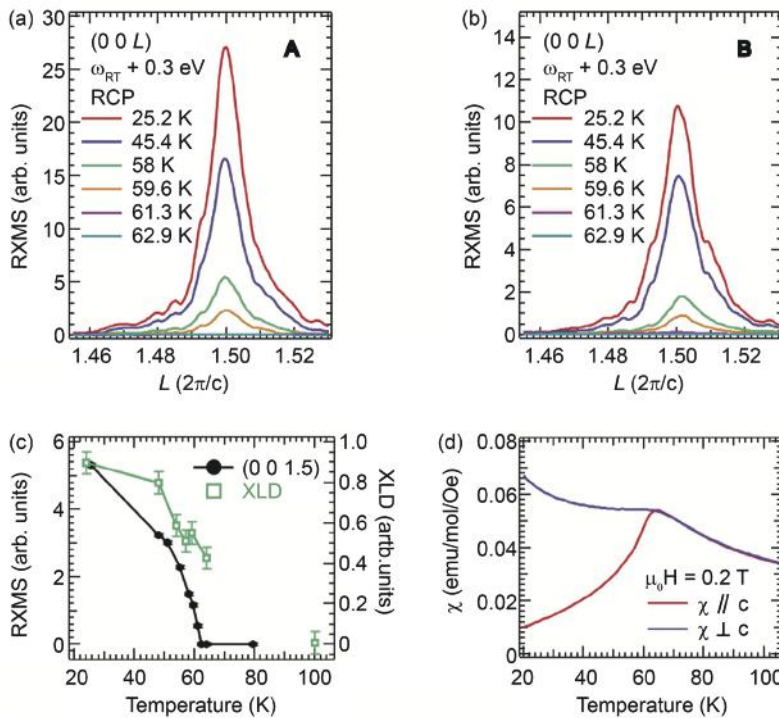 (a)
(0 0 L)
ω_RT + 0.3 eV
RCP
25.2 K
45.4 K
58 K
59.6 K
61.3 K
62.9 K
A
RXMS (arb. units)
30
25
20
15
10
5
0
1.46
1.48
1.50
1.52
L (2π/c)
(b)
(0 0 L)
ω_RT + 0.3 eV
RCP
25.2 K
45.4 K
58 K
59.6 K
61.3 K
62.9 K
B
RXMS (arb. units)
14
12
10
8
6
4
2
0
1.46
1.48
1.50
1.52
L (2π/c)
(c)
(0 0 1.5)
XLD
RXMS (arb. units)
6
4
2
0
XLD (artb.units)
1.0
0.8
0.6
0.4
0.2
0
20
40
60
80
100
Temperature (K)
(d)
χ (emu/mol/Oe)
0.08
0.06
0.04
0.02
0
μ₀H = 0.2 T
χ // c
χ ⊥ c
20
40
60
80
100
Temperature (K)